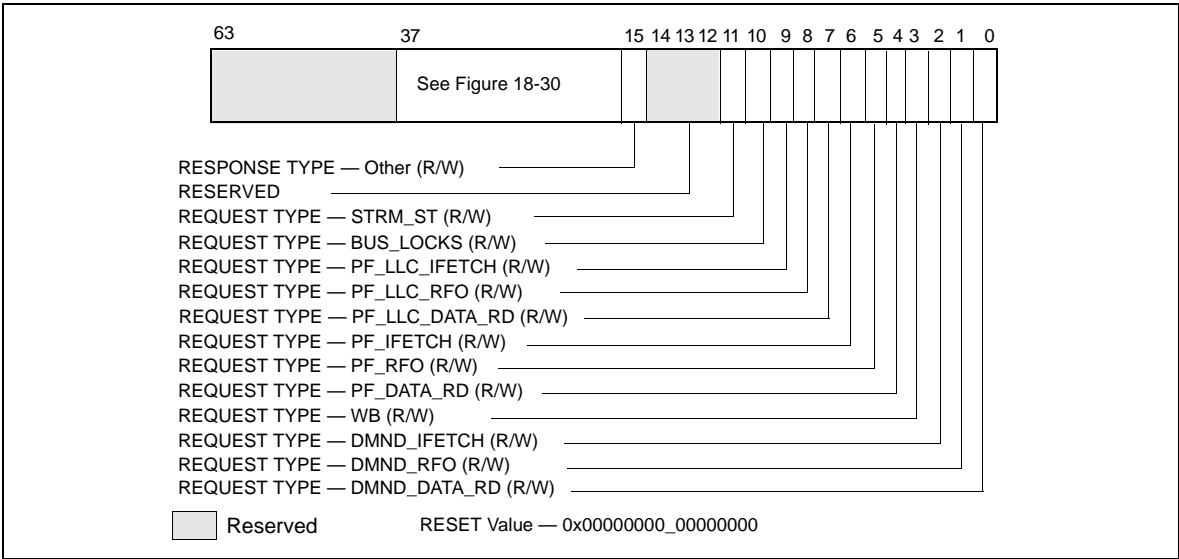 63 37 15 14 13 12 11 10 9 8 7 6 5 4 3 2 1 0
See Figure 18-30
RESPONSE TYPE — Other (R/W)
RESERVED
REQUEST TYPE — STRM_ST (R/W)
REQUEST TYPE — BUS_LOCKS (R/W)
REQUEST TYPE — PF_LLC_IFETCH (R/W)
REQUEST TYPE — PF_LLC_RFO (R/W)
REQUEST TYPE — PF_LLC_DATA_RD (R/W)
REQUEST TYPE — PF_IFETCH (R/W)
REQUEST TYPE — PF_RFO (R/W)
REQUEST TYPE — PF_DATA_RD (R/W)
REQUEST TYPE — WB (R/W)
REQUEST TYPE — DMND_IFETCH (R/W)
REQUEST TYPE — DMND_RFO (R/W)
REQUEST TYPE — DMND_DATA_RD (R/W)
Reserved RESET Value — 0x00000000_00000000